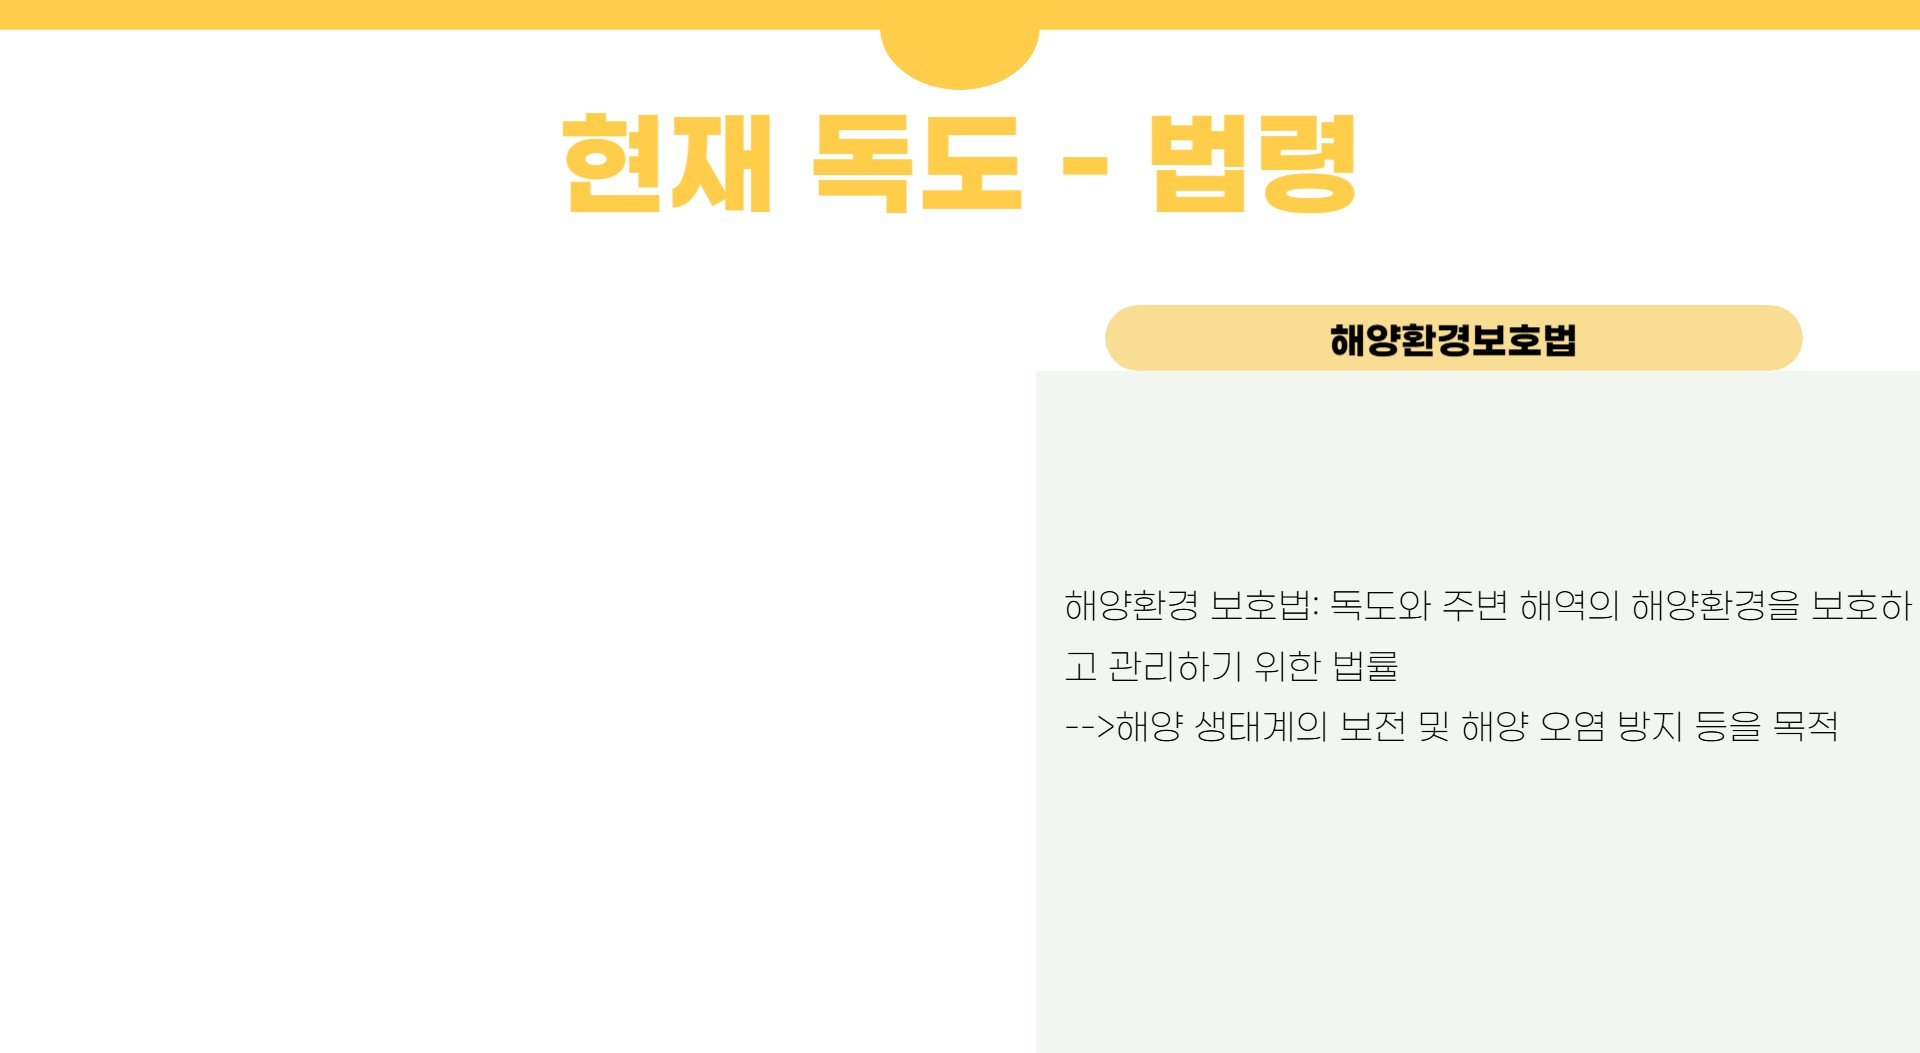 현재 독도 - 법령
해양환경보호법
해양환경 보호법: 독도와 주변 해역의 해양환경을 보호하
고 관리하기 위한 법률
-->해양 생태계의 보전 및 해양 오염 방지 등을 목적